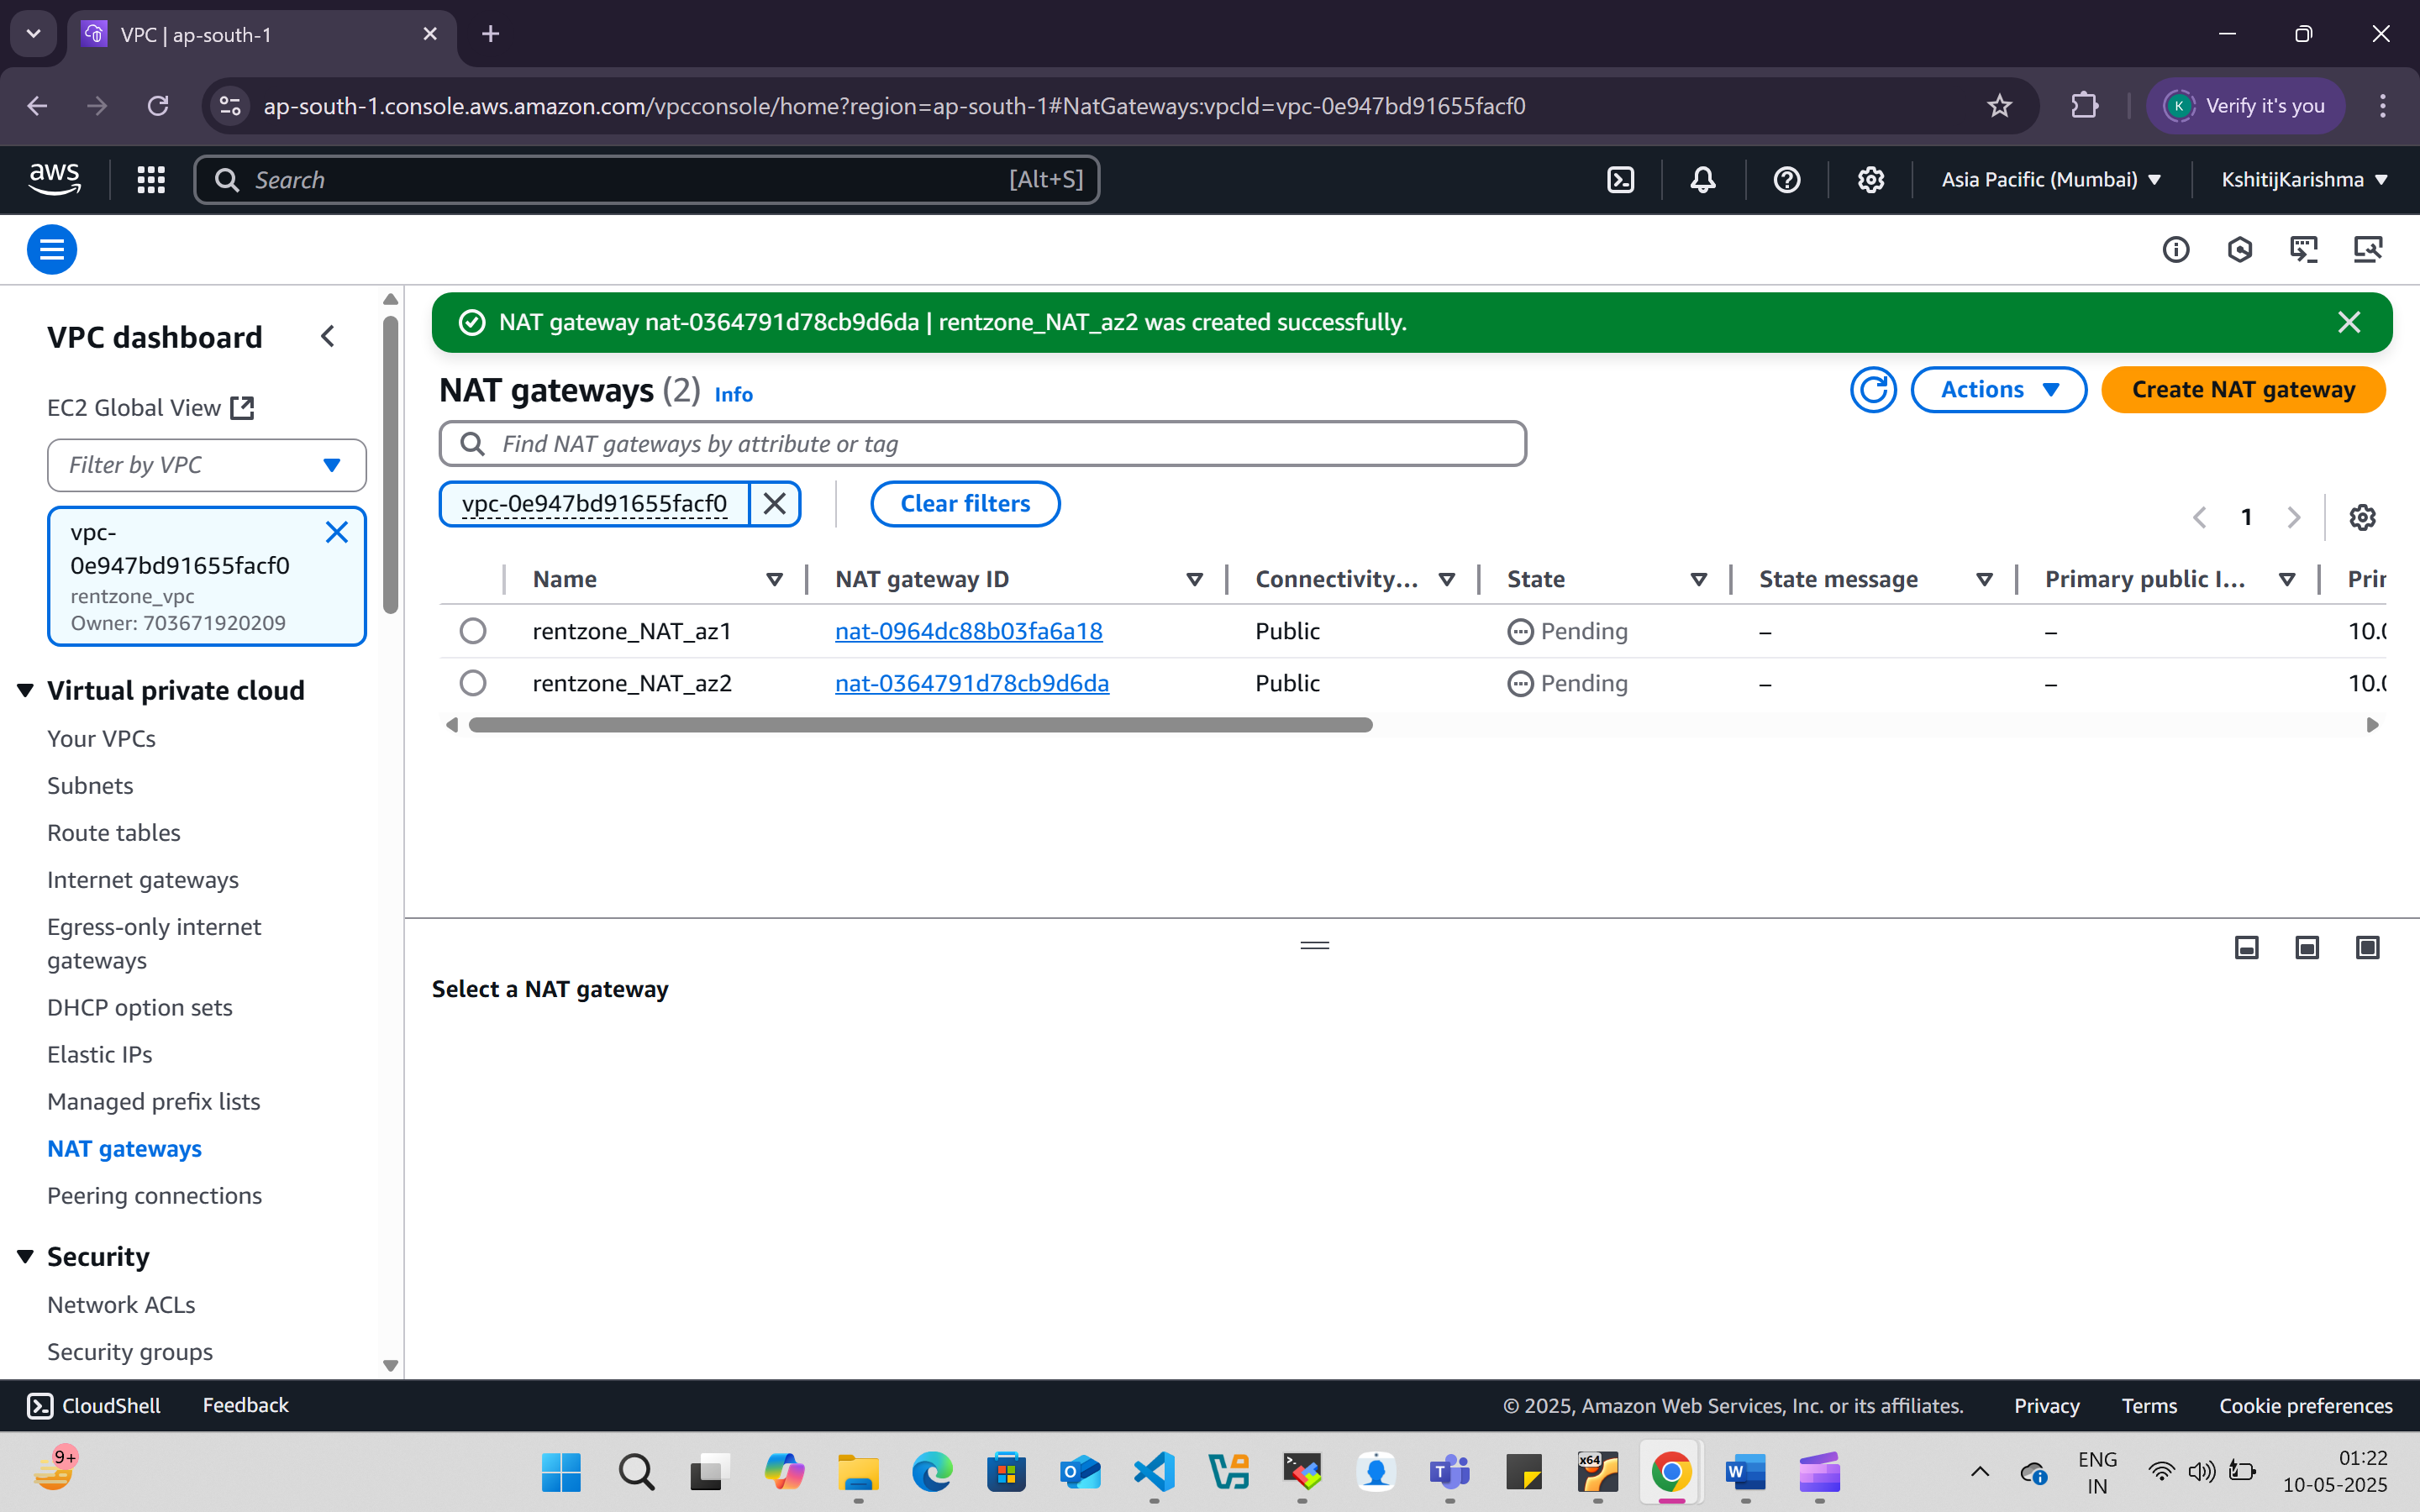 VPC | ap-south-1
ap-south-1.console.aws.amazon.com/vpcconsole/home?region=ap-south-1#NatGateways:vpcId=vpc-0e947bd91655facf0
K
Verify it's you
aws
Search
[Alt+S]
Asia Pacific (Mumbai)
KshitijKarishma
VPC dashboard
EC2 Global View
Filter by VPC
vpc-
0e947bd91655facf0
rentzone_vpc
Owner: 703671920209
Virtual private cloud
Your VPCs
Subnets
Route tables
Internet gateways
Egress-only internet
gateways
DHCP option sets
Elastic IPs
Managed prefix lists
NAT gateways
Peering connections
Security
Network ACLs
Security groups
NAT gateway nat-0364791d78cb9d6da | rentzone_NAT_az2 was created successfully.
NAT gateways (2) Info
Actions
Create NAT gateway
Find NAT gateways by attribute or tag
vpc-0e947bd91655facf0
Clear filters
1
Name NAT gateway ID Connectivity... State State message Primary public I... Prir
rentzone_NAT_az1 nat-0964dc88b03fa6a18 Public Pending – – 10.0
rentzone_NAT_az2 nat-0364791d78cb9d6da Public Pending – – 10.0
Select a NAT gateway
CloudShell Feedback © 2025, Amazon Web Services, Inc. or its affiliates. Privacy Terms Cookie preferences
9+
x64
ENG
IN
01:22
10-05-2025